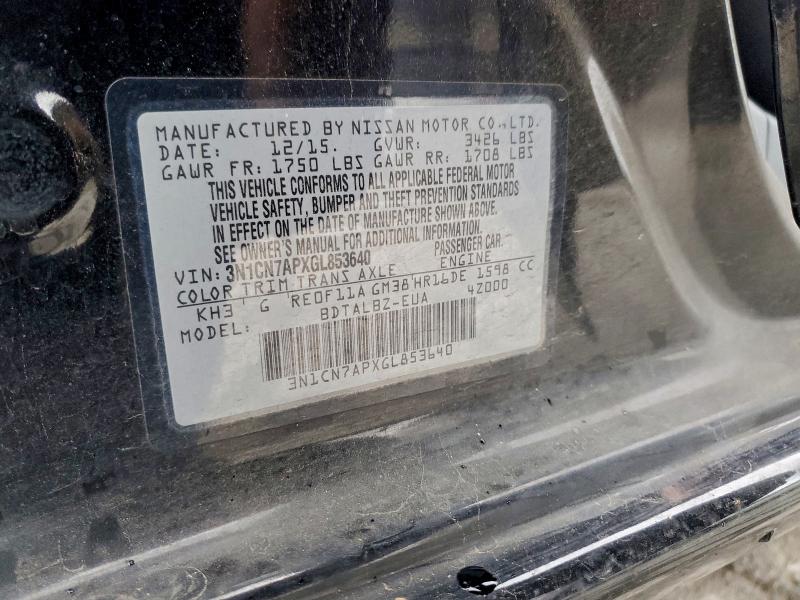 MANUFACTURED BY NISSAN MOTOR CO., LTD.
DATE: 12/15. GVWR: 3426 LBS
GAWR FR: 1750 LBS GAWR RR: 1708 LBS
THIS VEHICLE CONFORMS TO ALL APPLICABLE FEDERAL MOTOR
VEHICLE SAFETY, BUMPER AND THEFT PREVENTION STANDARDS
IN EFFECT ON THE DATE OF MANUFACTURE SHOWN ABOVE.
SEE OWNER'S MANUAL FOR ADDITIONAL INFORMATION.
VIN: 3N1CN7APXGL853640 PASSENGER CAR.
COLOR TRIM TRANS AXLE ENGINE
KH3 G RE0F11A GM38 HR16DE 1598 CC
MODEL: BDTALBZ-EUA 4Z000
3N1CN7APXGL853640